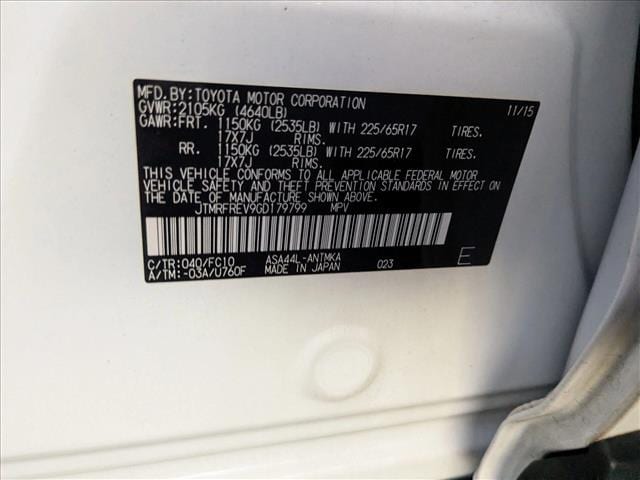 MFD.BY:TOYOTA MOTOR CORPORATION 11/15
GVWR:2105KG (4640LB)
GAWR:FRT. 1150KG (2535LB) WITH 225/65R17 TIRES.
17X7J RIMS.
RR. 1150KG (2535LB) WITH 225/65R17 TIRES.
17X7J RIMS.
THIS VEHICLE CONFORMS TO ALL APPLICABLE FEDERAL MOTOR
VEHICLE SAFETY AND THEFT PREVENTION STANDARDS IN EFFECT ON
THE DATE OF MANUFACTURE SHOWN ABOVE.
JTMRFREV9GD179799 MPV
C/TR:040/FC10 ASA44L-ANTMKA
A/TM:-03A/U760F MADE IN JAPAN 023 E